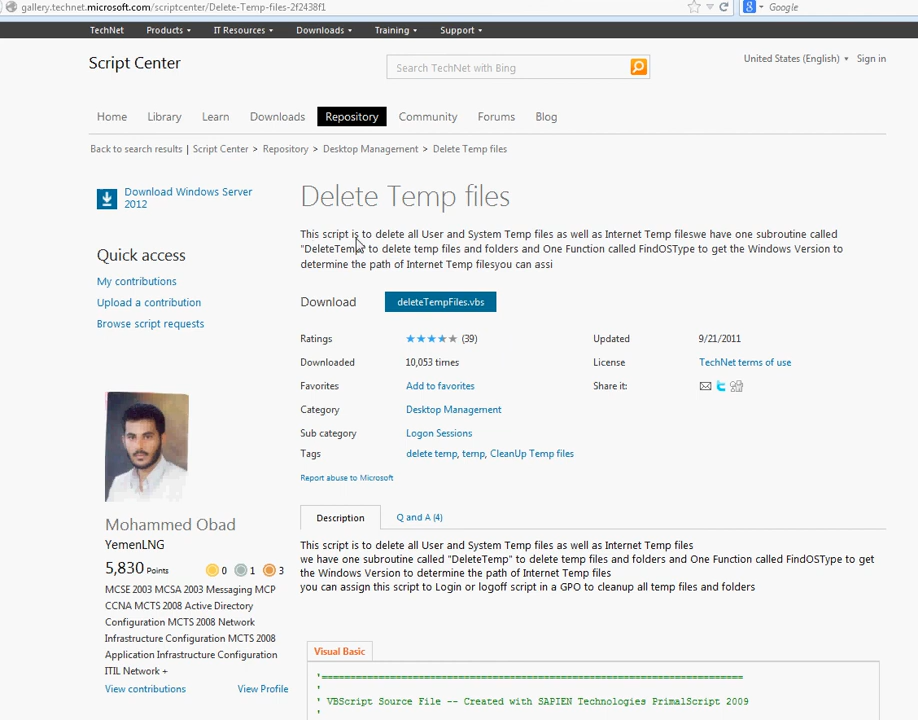 gallery.technet.microsoft.com/scriptcenter/Delete-Temp-files-2f2438f1
Google
TechNet Products IT Resources Downloads Training Support
Script Center
Search TechNet with Bing
United States (English) Sign in
Home Library Learn Downloads Repository Community Forums Blog
Back to search results | Script Center > Repository > Desktop Management > Delete Temp files
Download Windows Server
2012
Quick access
My contributions
Upload a contribution
Browse script requests
Mohammed Obad
YemenLNG
5,830 Points 0 1 3
MCSE 2003 MCSA 2003 Messaging MCP
CCNA MCTS 2008 Active Directory
Configuration MCTS 2008 Network
Infrastructure Configuration MCTS 2008
Application Infrastructure Configuration
ITIL Network +
View contributions View Profile
Delete Temp files
This script is to delete all User and System Temp files as well as Internet Temp fileswe have one subroutine called
"DeleteTemp" to delete temp files and folders and One Function called FindOSType to get the Windows Version to
determine the path of Internet Temp filesyou can assi
Download deleteTempFiles.vbs
Ratings (39) Updated 9/21/2011
Downloaded 10,053 times License TechNet terms of use
Favorites Add to favorites Share it:
Category Desktop Management
Sub category Logon Sessions
Tags delete temp, temp, CleanUp Temp files
Report abuse to Microsoft
Description Q and A (4)
This script is to delete all User and System Temp files as well as Internet Temp files
we have one subroutine called "DeleteTemp" to delete temp files and folders and One Function called FindOSType to get
the Windows Version to determine the path of Internet Temp files
you can assign this script to Login or logoff script in a GPO to cleanup all temp files and folders
Visual Basic
'==========================================================================
'
' VBScript Source File -- Created with SAPIEN Technologies PrimalScript 2009
'